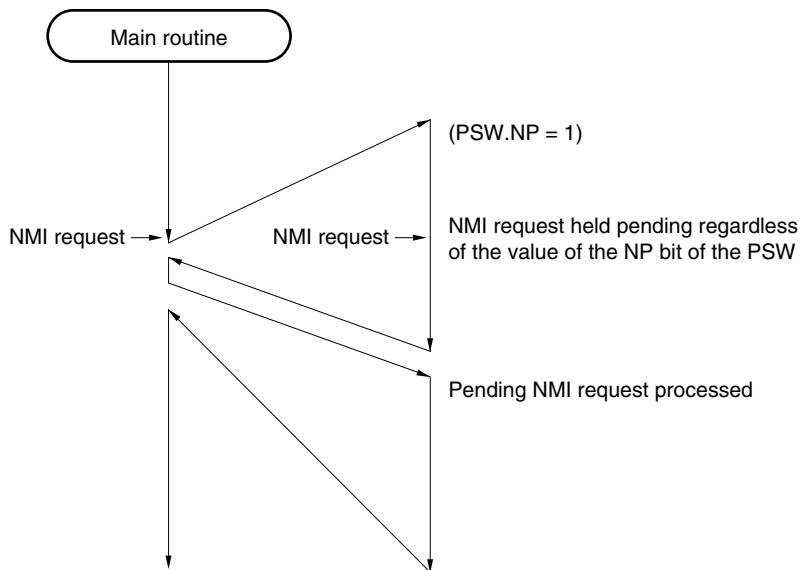 Main routine
(PSW.NP = 1)
NMI request
NMI request
NMI request held pending regardless
of the value of the NP bit of the PSW
Pending NMI request processed